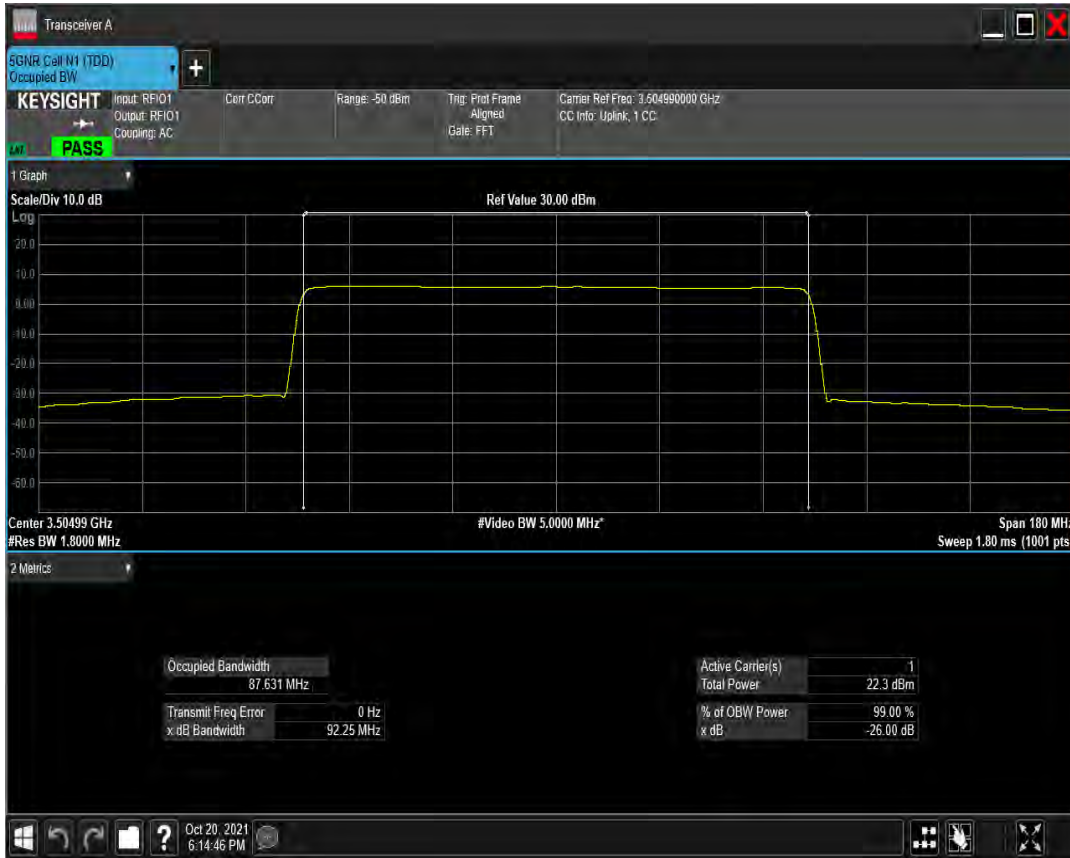 Transceiver A
5GNR Cell N1 (TDD)
Occupied BW
KEYSIGHT
Input: RFIO1
Output: RFIO1
Coupling: AC
Corr CCorr
Range: -50 dBm
Trig: Prot Frame
Aligned
Gate: FFT
Carrier Ref Freq: 3.504990000 GHz
CC Info: Uplink, 1 CC
PASS
1 Graph
Scale/Div 10.0 dB
Ref Value 30.00 dBm
Log
20.0
10.0
0.00
-10.0
-20.0
-30.0
-40.0
-50.0
-60.0
Center 3.50499 GHz
#Video BW 5.0000 MHz*
Span 180 MHz
#Res BW 1.8000 MHz
Sweep 1.80 ms (1001 pts
2 Metrics
Occupied Bandwidth
87.631 MHz
Transmit Freq Error 0 Hz
x dB Bandwidth 92.25 MHz
Active Carrier(s) 1
Total Power 22.3 dBm
% of OBW Power 99.00 %
x dB -26.00 dB
?
Oct 20, 2021
6:14:46 PM